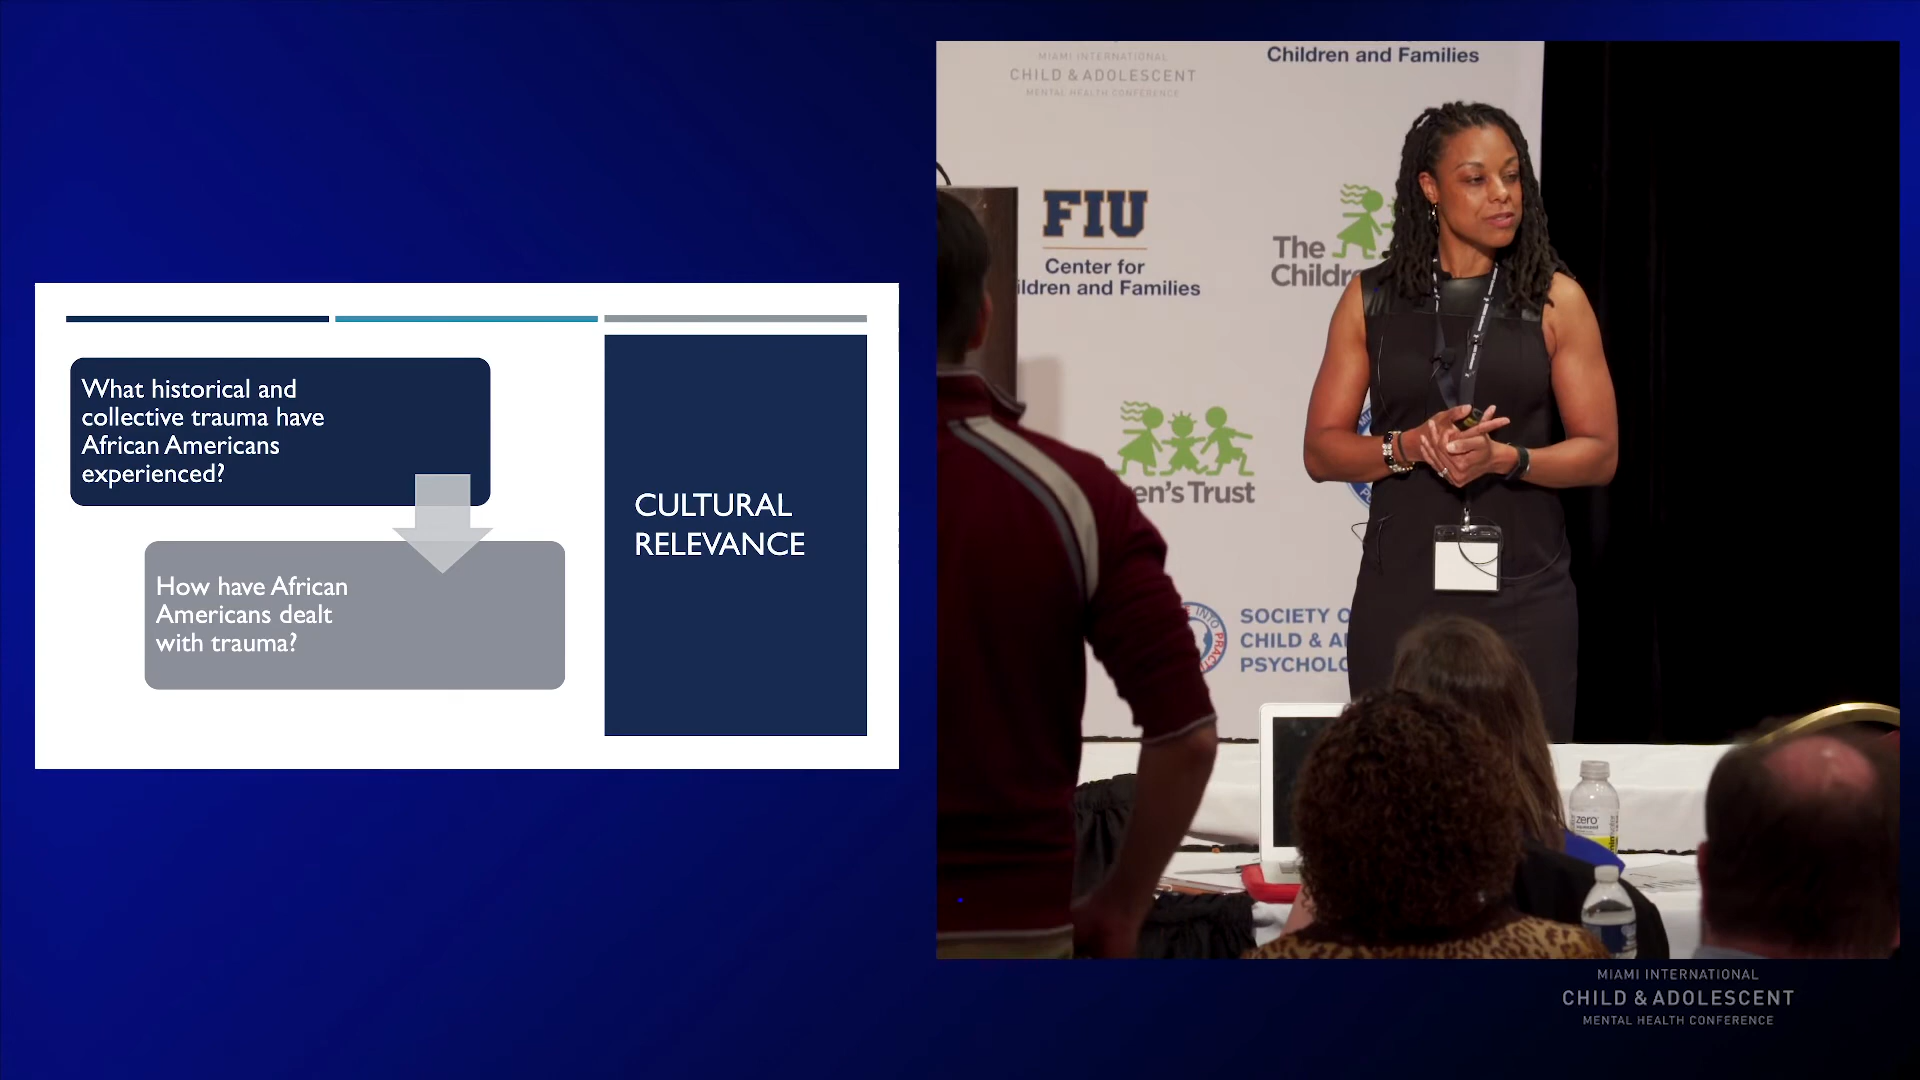 What historical and
collective trauma have
African Americans
experienced?
How have African
Americans dealt
with trauma?
CULTURAL
RELEVANCE
MIAMI INTERNATIONAL
CHILD & ADOLESCENT
MENTAL HEALTH CONFERENCE
Children and Families
FIU
Center for
ildren and Families
The
Childre
en's Trust
SOCIETY O
CHILD & A
PSYCHOLO
zero
MIAMI INTERNATIONAL
CHILD & ADOLESCENT
MENTAL HEALTH CONFERENCE